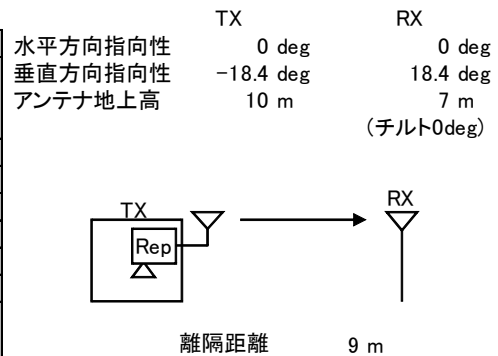 TX RX
水平方向指向性 0 deg 0 deg
垂直方向指向性 -18.4 deg 18.4 deg
アンテナ地上高 10 m 7 m
(チルト0deg)
TX RX
Rep
離隔距離 9 m